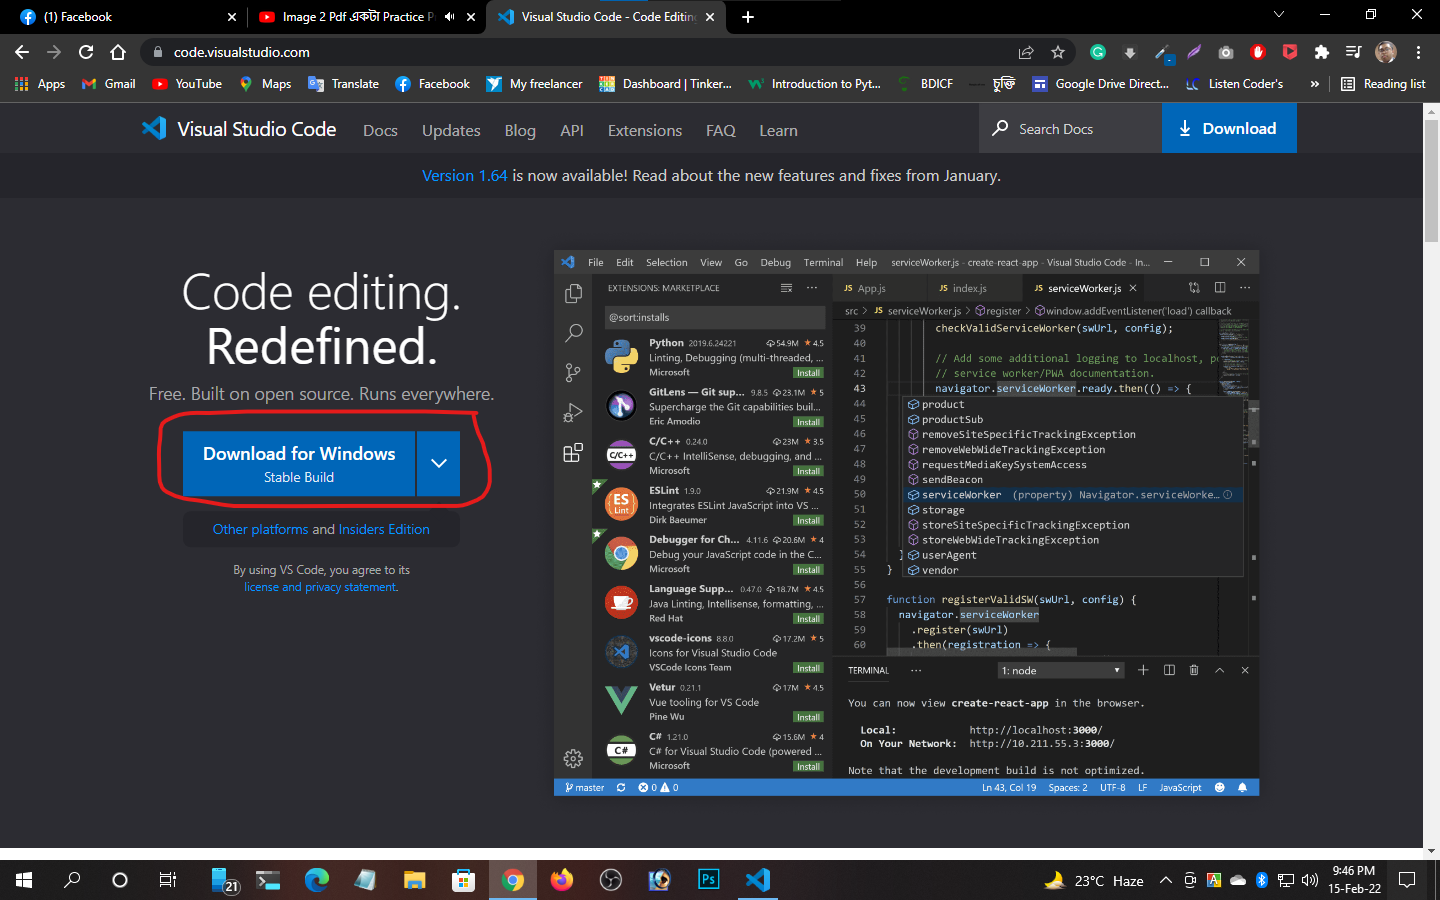 (1) Facebook
Image 2 Pdf একটা Practice P
Visual Studio Code - Code Editing
code.visualstudio.com
Apps
Gmail
YouTube
Maps
Translate
Facebook
My freelancer
Dashboard | Tinker...
Introduction to Pyt...
BDICF
চুক্তি
Google Drive Direct...
Listen Coder's
»
Reading list
Visual Studio Code
Docs
Updates
Blog
API
Extensions
FAQ
Learn
Search Docs
Download
Version 1.64 is now available! Read about the new features and fixes from January.
Code editing.
Redefined.
Free. Built on open source. Runs everywhere.
Download for Windows
Stable Build
Other platforms and Insiders Edition
By using VS Code, you agree to its
license and privacy statement.
File Edit Selection View Go Debug Terminal Help
serviceWorker.js - create-react-app - Visual Studio Code - In...
EXTENSIONS: MARKETPLACE
@sort:installs
Python 2019.6.24221 54.9M ★ 4.5
Linting, Debugging (multi-threaded, ...
Microsoft
Install
GitLens — Git sup... 9.8.5 23.1M ★ 5
Supercharge the Git capabilities buil...
Eric Amodio
Install
C/C++
C/C++ 0.24.0 23M ★ 3.5
C/C++ IntelliSense, debugging, and ...
Microsoft
Install
ES
ESLint 1.9.0 21.9M ★ 4.5
Integrates ESLint JavaScript into VS ...
Dirk Baeumer
Install
Debugger for Ch... 4.11.6 20.6M ★ 4
Debug your JavaScript code in the C...
Microsoft
Install
Language Supp... 0.47.0 18.7M ★ 4.5
Java Linting, Intellisense, formatting, ...
Red Hat
Install
vscode-icons 8.8.0 17.2M ★ 5
Icons for Visual Studio Code
VSCode Icons Team
Install
Vetur 0.21.1 17M ★ 4.5
Vue tooling for VS Code
Pine Wu
Install
C#
C# 1.21.0 15.6M ★ 4
C# for Visual Studio Code (powered ...
Microsoft
Install
JS App.js
JS index.js
JS serviceWorker.js
src > JS serviceWorker.js > register > window.addEventListener('load') callback
39 checkValidServiceWorker(swUrl, config);
40
41 // Add some additional logging to localhost, p
42 // service worker/PWA documentation.
43 navigator.serviceWorker.ready.then(() => {
44 product
45 productSub
46 removeSiteSpecificTrackingException
47 removeWebWideTrackingException
48 requestMediaKeySystemAccess
49 sendBeacon
50 serviceWorker (property) Navigator.serviceWorke...
51 storage
52 storeSiteSpecificTrackingException
53 storeWebWideTrackingException
54 } userAgent
55 } vendor
56
57 function registerValidSW(swUrl, config) {
58 navigator.serviceWorker
59 .register(swUrl)
60 .then(registration => {
TERMINAL
1: node
You can now view create-react-app in the browser.
Local: http://localhost:3000/
On Your Network: http://10.211.55.3:3000/
Note that the development build is not optimized.
master
0 0
Ln 43, Col 19
Spaces: 2
UTF-8
LF
JavaScript
21
Ps
23°C Haze
A
9:46 PM
15-Feb-22